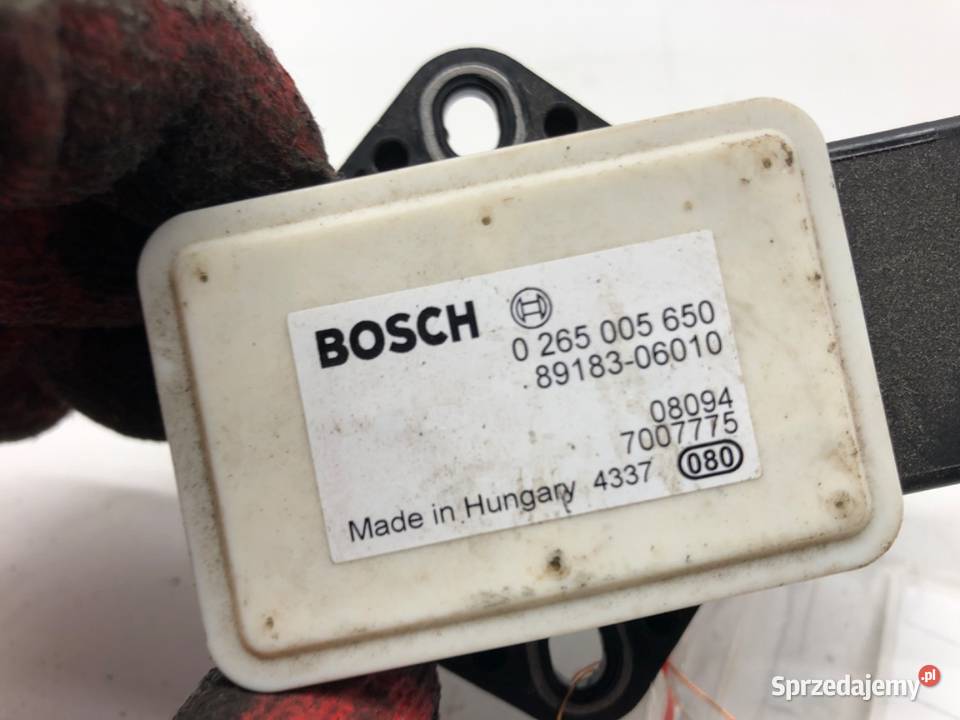 BOSCH
0 265 005 650
89183-06010
08094
7007775
Made in Hungary 4337 080
Sprzedajemy.pl